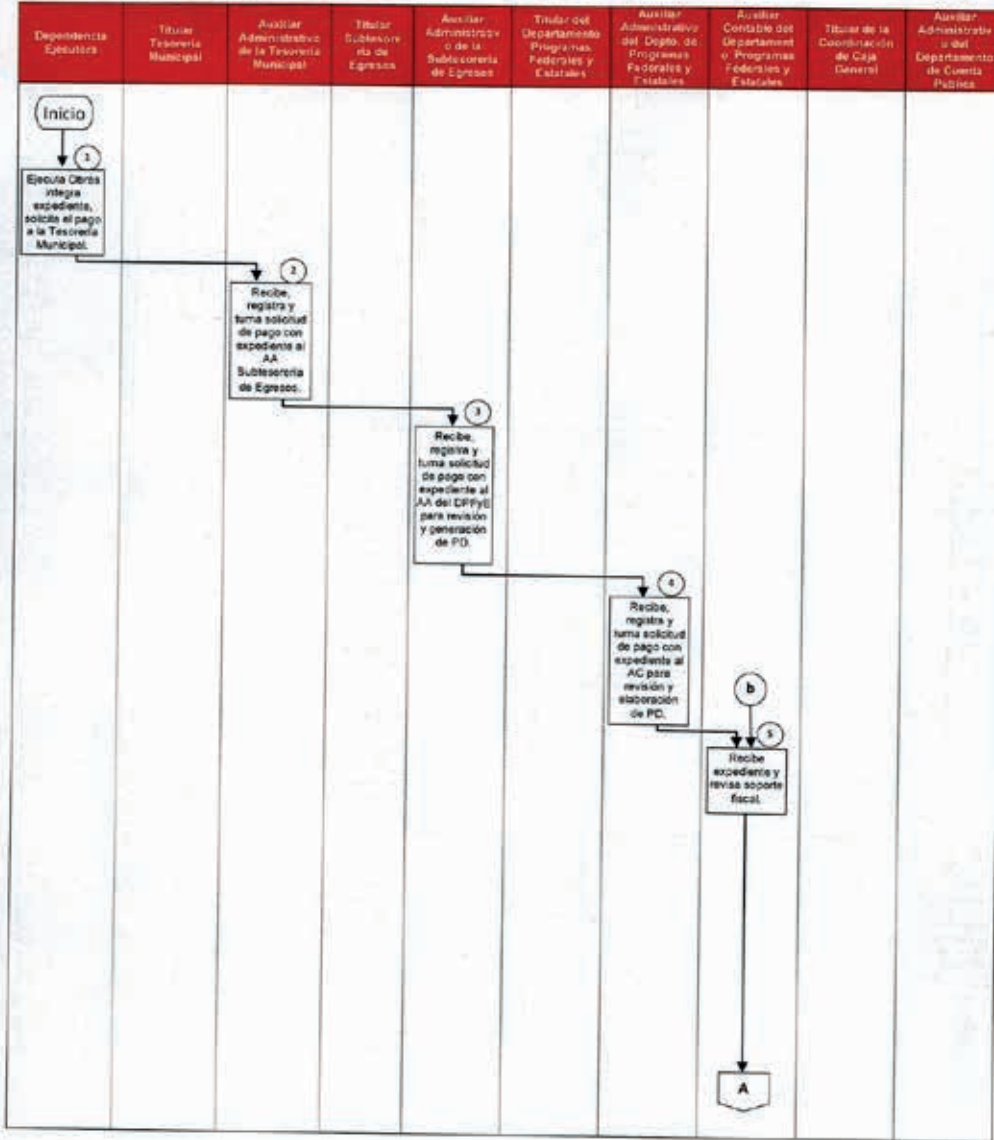 Dependencia
Ejecutora
Titular
Tesorería
Municipal
Auxiliar
Administrativo
de la Tesorería
Municipal
Titular
Subtesore
ría de
Egresos
Auxiliar
Administrativ
o de la
Subtesorería
de Egresos
Titular del
Departamento
Programas
Federales y
Estatales
Auxiliar
Administrativo
del Depto. de
Programas
Federales y
Estatales
Auxiliar
Contable del
Departament
o Programas
Federales y
Estatales
Titular de la
Coordinación
de Caja
General
Auxiliar
Administrativ
o del
Departamento
de Cuenta
Pública
Inicio
1
Ejecuta Obras
integra
expediente,
solicita el pago
a la Tesorería
Municipal.
2
Recibe,
registra y
turna solicitud
de pago con
expediente al
AA
Subtesorería
de Egresos.
3
Recibe,
registra y
turna solicitud
de pago con
expediente al
AA del DPFyE
para revisión
y generación
de PD.
4
Recibe,
registra y
turna solicitud
de pago con
expediente al
AC para
revisión y
elaboración
de PD.
b
5
Recibe
expediente y
revisa soporte
fiscal.
A